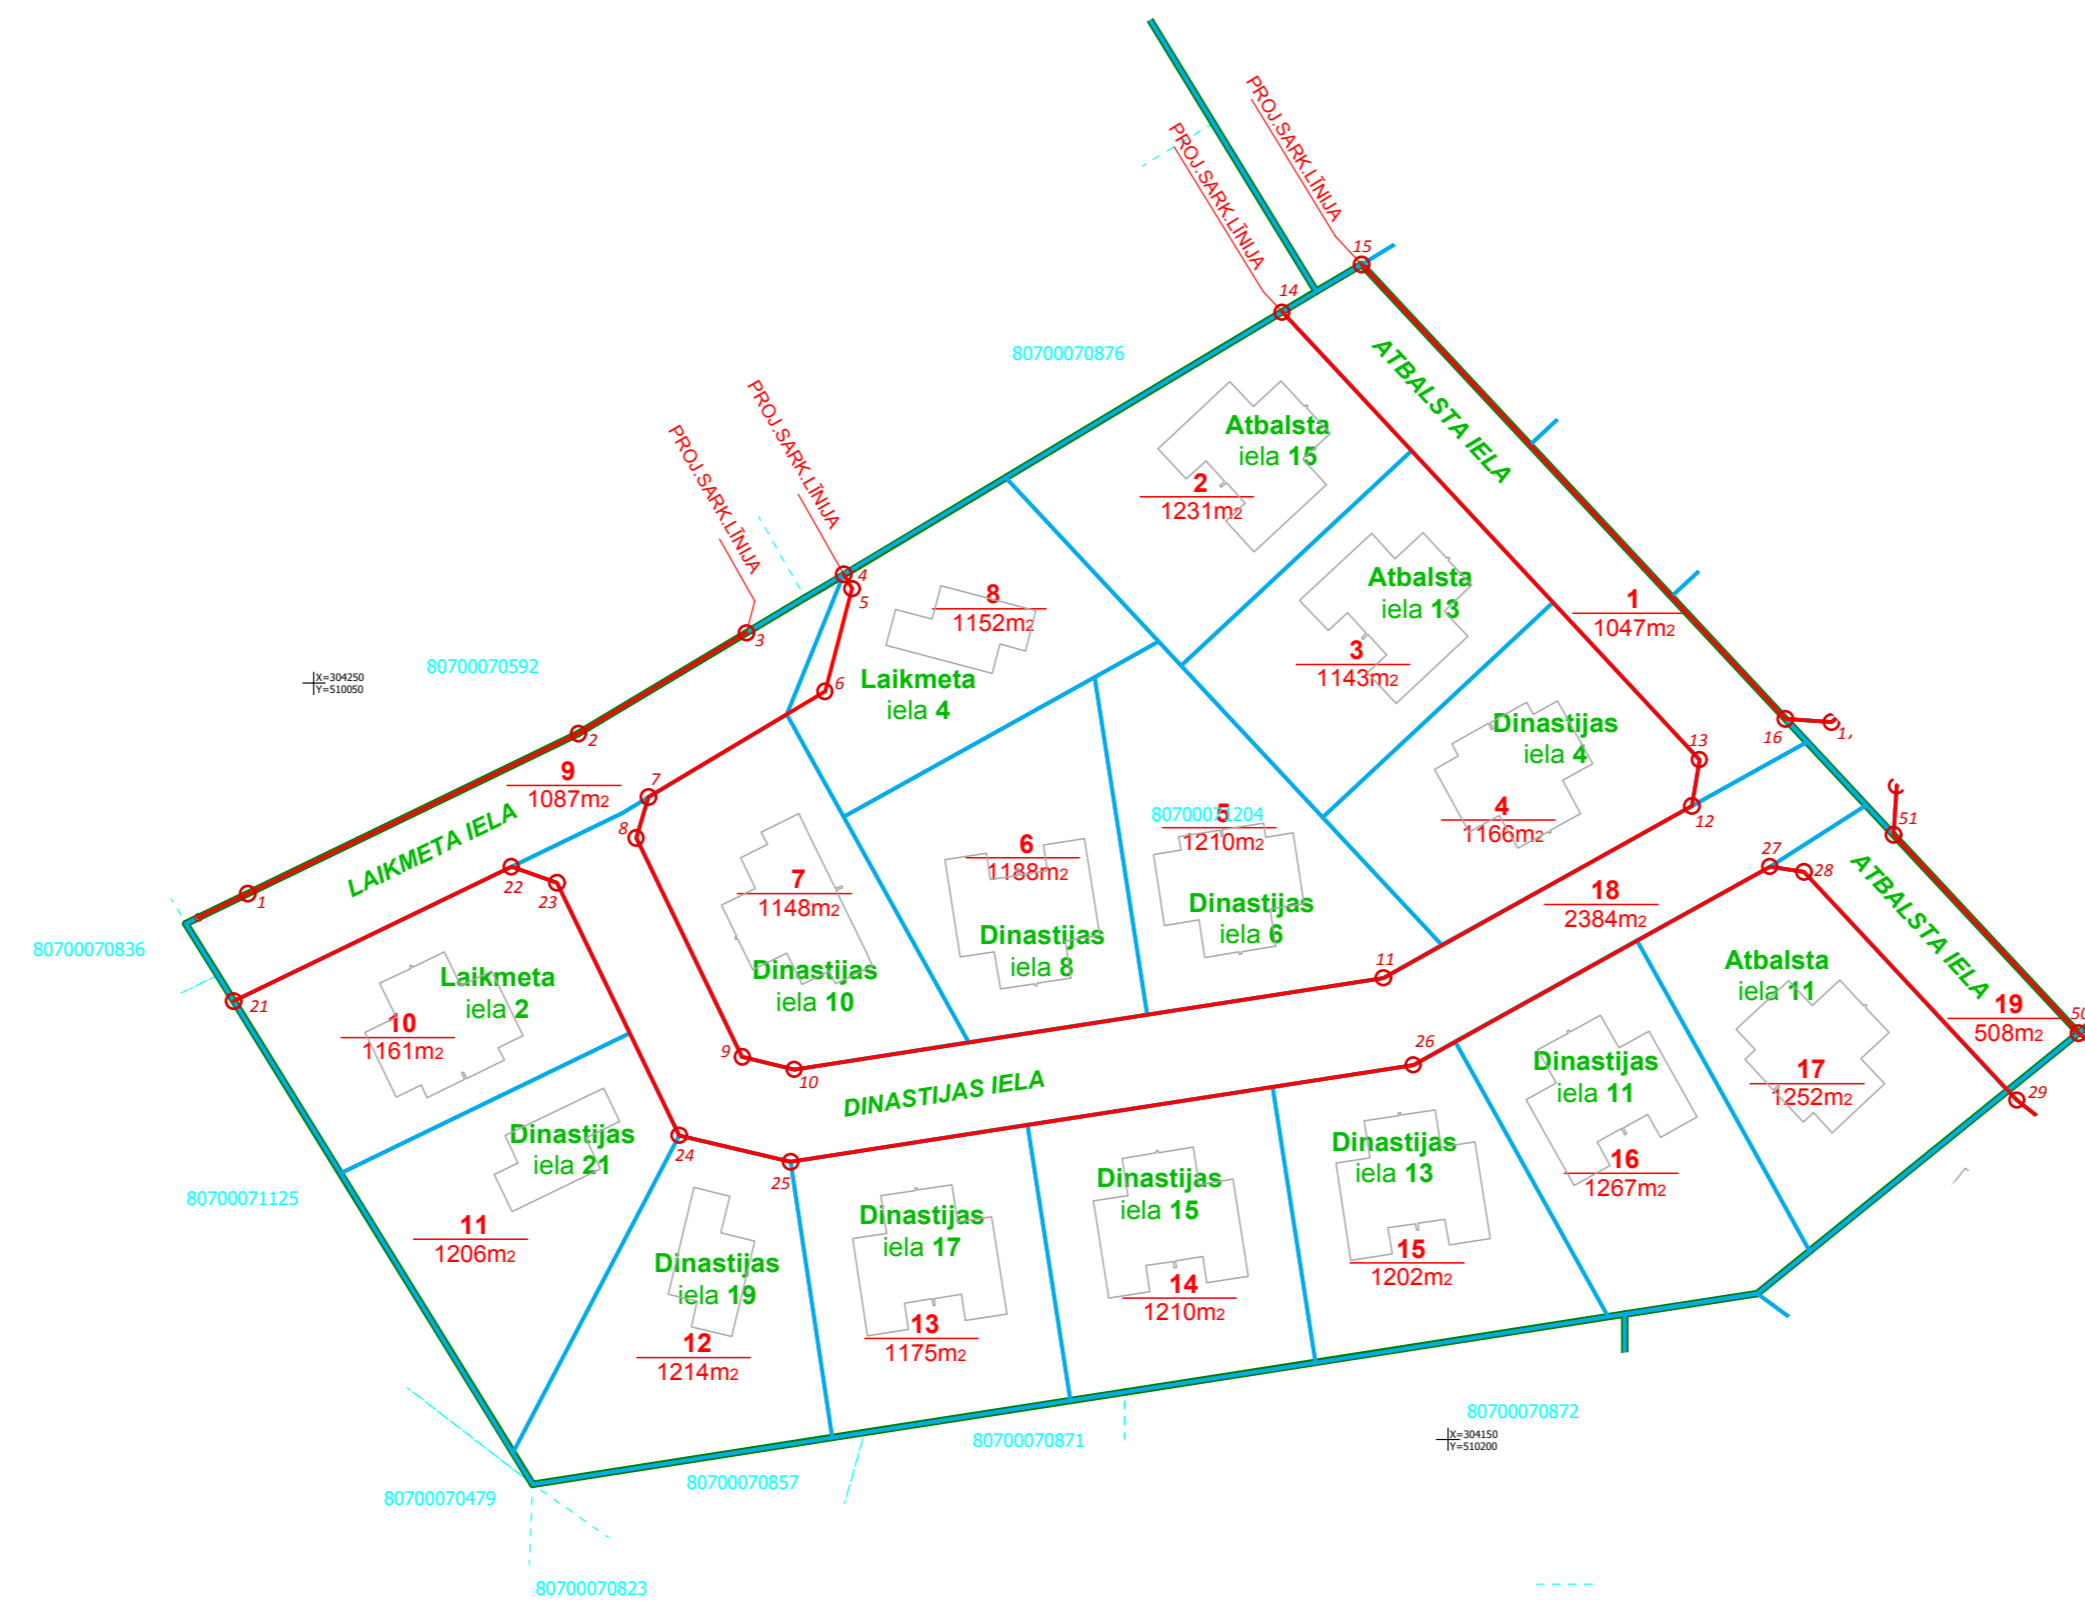 PROJ.SARK.LĪNIJA
PROJ.SARK.LĪNIJA
15
14
ATBALSTA IELA
80700070876
PROJ.SARK.LĪNIJA
PROJ.SARK.LĪNIJA
Atbalsta
iela 15
2
1231m2
4
5
3
Atbalsta
iela 13
3
1143m2
8
1152m2
1
1047m2
X=304250
Y=510050
80700070592
Laikmeta
iela 4
6
2
Dinastijas
iela 4
4
1166m2
13
16
12
9
1087m2
7
8
LAIKMETA IELA
80700071204
5
1210m2
6
1188m2
7
1148m2
51
27
28
22
23
1
18
2384m2
ATBALSTA IELA
Dinastijas
iela 6
Dinastijas
iela 8
Dinastijas
iela 10
80700070836
21
Laikmeta
iela 2
10
1161m2
11
Atbalsta
iela 11
19
508m2
50
9
10
26
DINASTIJAS IELA
Dinastijas
iela 11
17
1252m2
29
Dinastijas
iela 21
24
25
Dinastijas
iela 13
16
1267m2
80700071125
11
1206m2
Dinastijas
iela 15
Dinastijas
iela 17
Dinastijas
iela 19
15
1202m2
14
1210m2
13
1175m2
12
1214m2
80700070872
X=304150
Y=510200
80700070871
80700070857
80700070479
80700070823